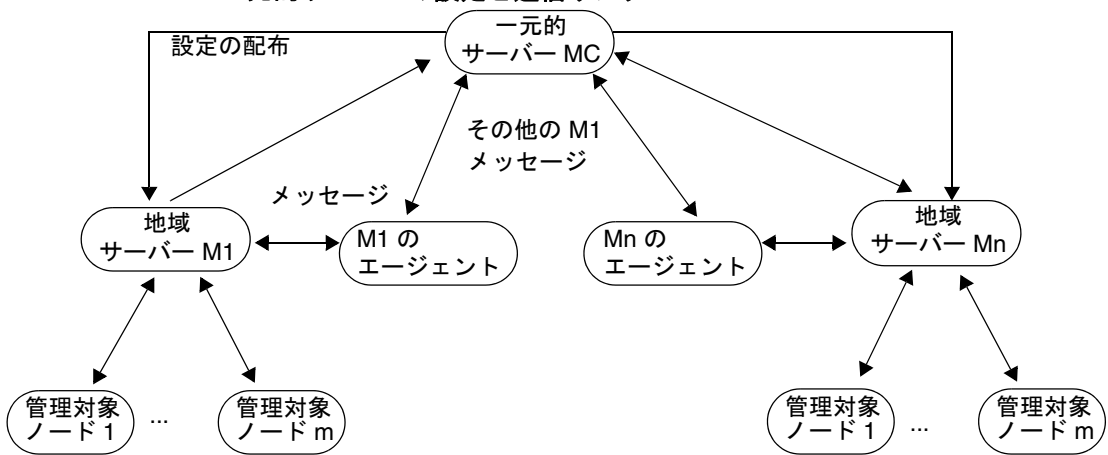 一元的
サーバー MC
設定の配布
その他の M1
メッセージ
メッセージ
地域
サーバー M1
M1 の
エージェント
Mn の
エージェント
地域
サーバー Mn
管理対象
ノード 1
...
管理対象
ノード m
管理対象
ノード 1
...
管理対象
ノード m